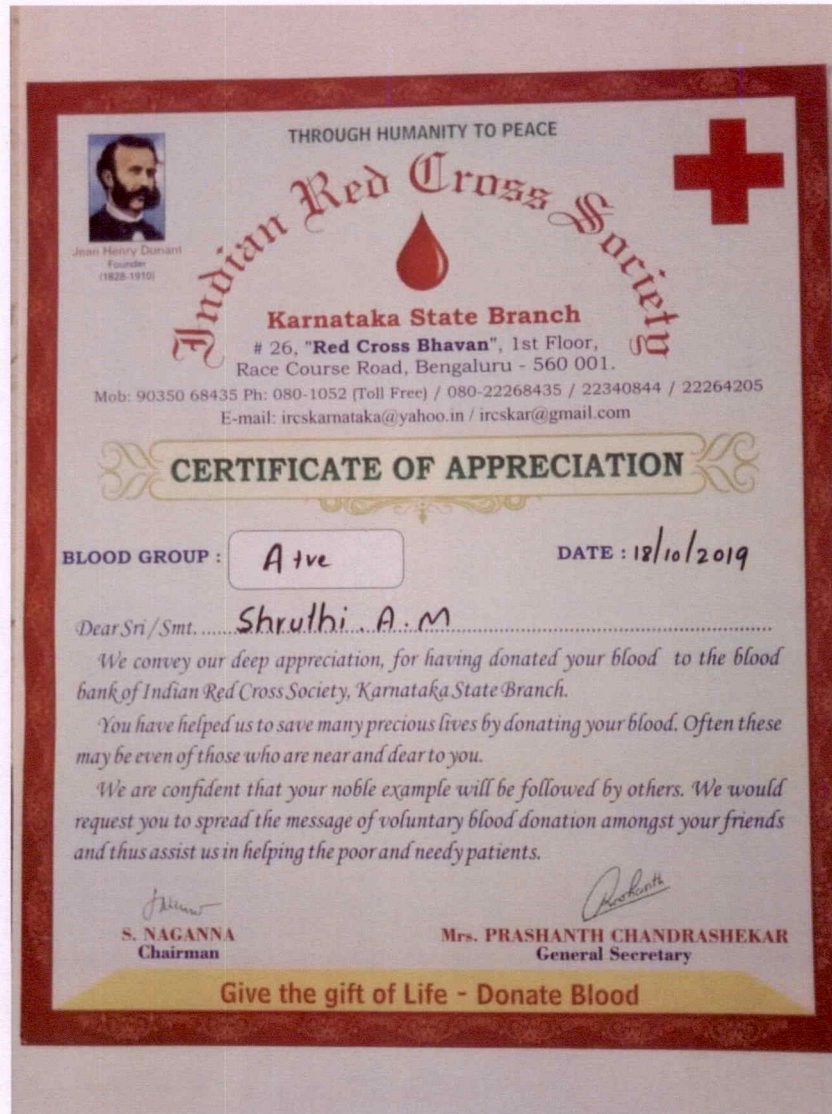 THROUGH HUMANITY TO PEACE
Indian Red Cross Society
Jean Henry Dunant
Founder
(1828-1910)
Karnataka State Branch
# 26, "Red Cross Bhavan", 1st Floor,
Race Course Road, Bengaluru - 560 001.
Mob: 90350 68435 Ph: 080-1052 (Toll Free) / 080-22268435 / 22340844 / 22264205
E-mail: ircskarnataka@yahoo.in / ircskar@gmail.com
CERTIFICATE OF APPRECIATION
BLOOD GROUP : A +ve DATE : 18/10/2019
Dear Sri/Smt. Shruthi. A. M
We convey our deep appreciation, for having donated your blood to the blood
bank of Indian Red Cross Society, Karnataka State Branch.
You have helped us to save many precious lives by donating your blood. Often these
may be even of those who are near and dear to you.
We are confident that your noble example will be followed by others. We would
request you to spread the message of voluntary blood donation amongst your friends
and thus assist us in helping the poor and needy patients.
S. NAGANNA Mrs. PRASHANTH CHANDRASHEKAR
Chairman General Secretary
Give the gift of Life - Donate Blood